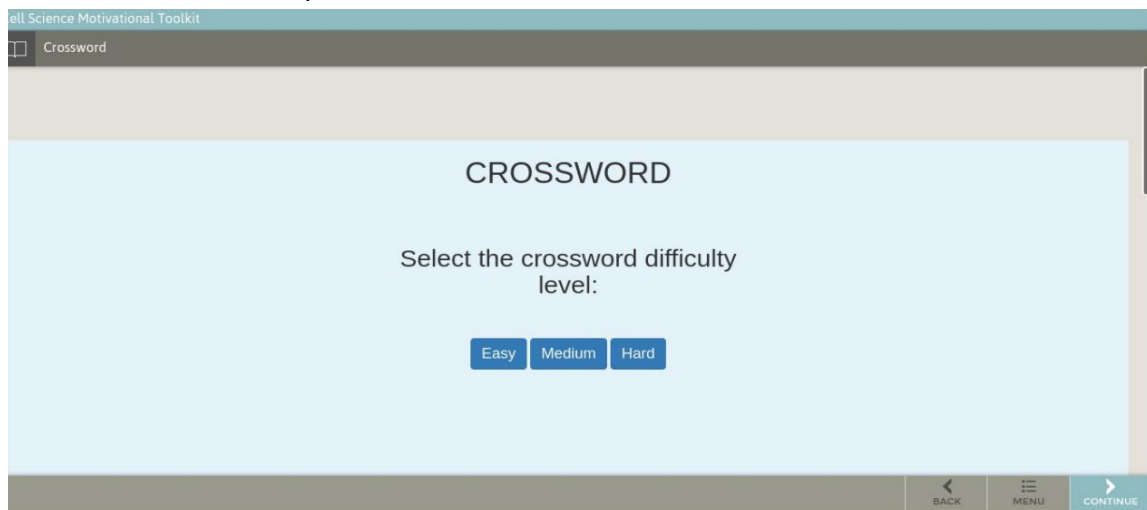 ell Science Motivational Toolkit
Crossword
CROSSWORD
Select the crossword difficulty
level:
Easy Medium Hard
BACK MENU CONTINUE